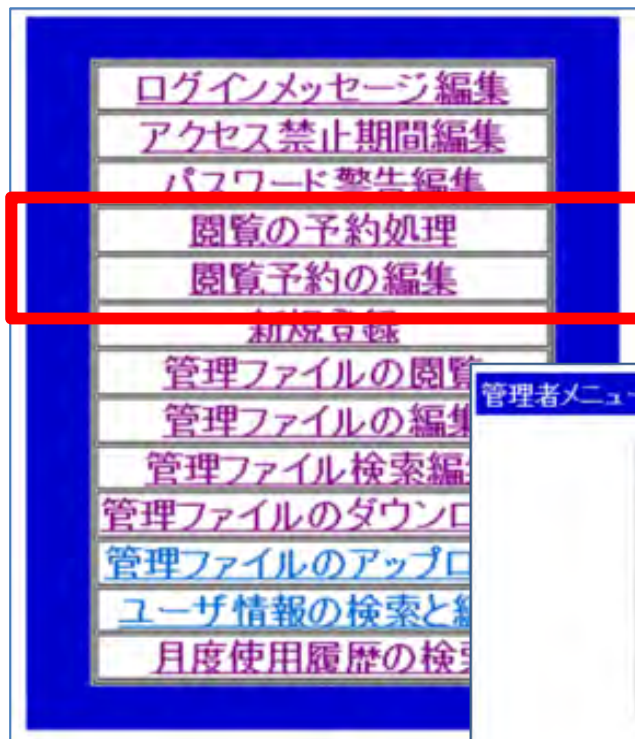 ログインメッセージ編集
アクセス禁止期間編集
パスワード警告編集
閲覧の予約処理
閲覧予約の編集
新規登録
管理ファイルの閲覧
管理ファイルの編集
管理ファイル検索編
管理ファイルのダウンロ
管理ファイルのアップロ
ユーザ情報の検索と編
月度使用履歴の検索
管理者メニュー